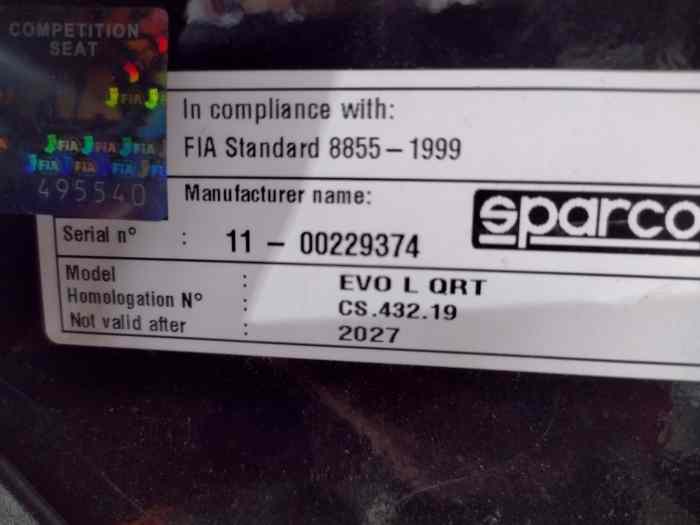 COMPETITION
SEAT
FIA
FIA FIA FIA
FIA FIA FIA
495540
In compliance with:
FIA Standard 8855-1999
Manufacturer name:
sparco
Serial n° : 11 - 00229374
Model : EVO L QRT
Homologation N° : CS.432.19
Not valid after : 2027